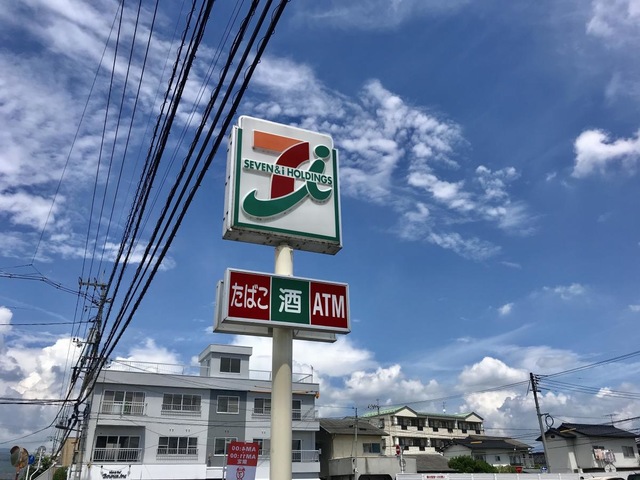 SEVEN&i HOLDINGS
たばこ 酒 ATM